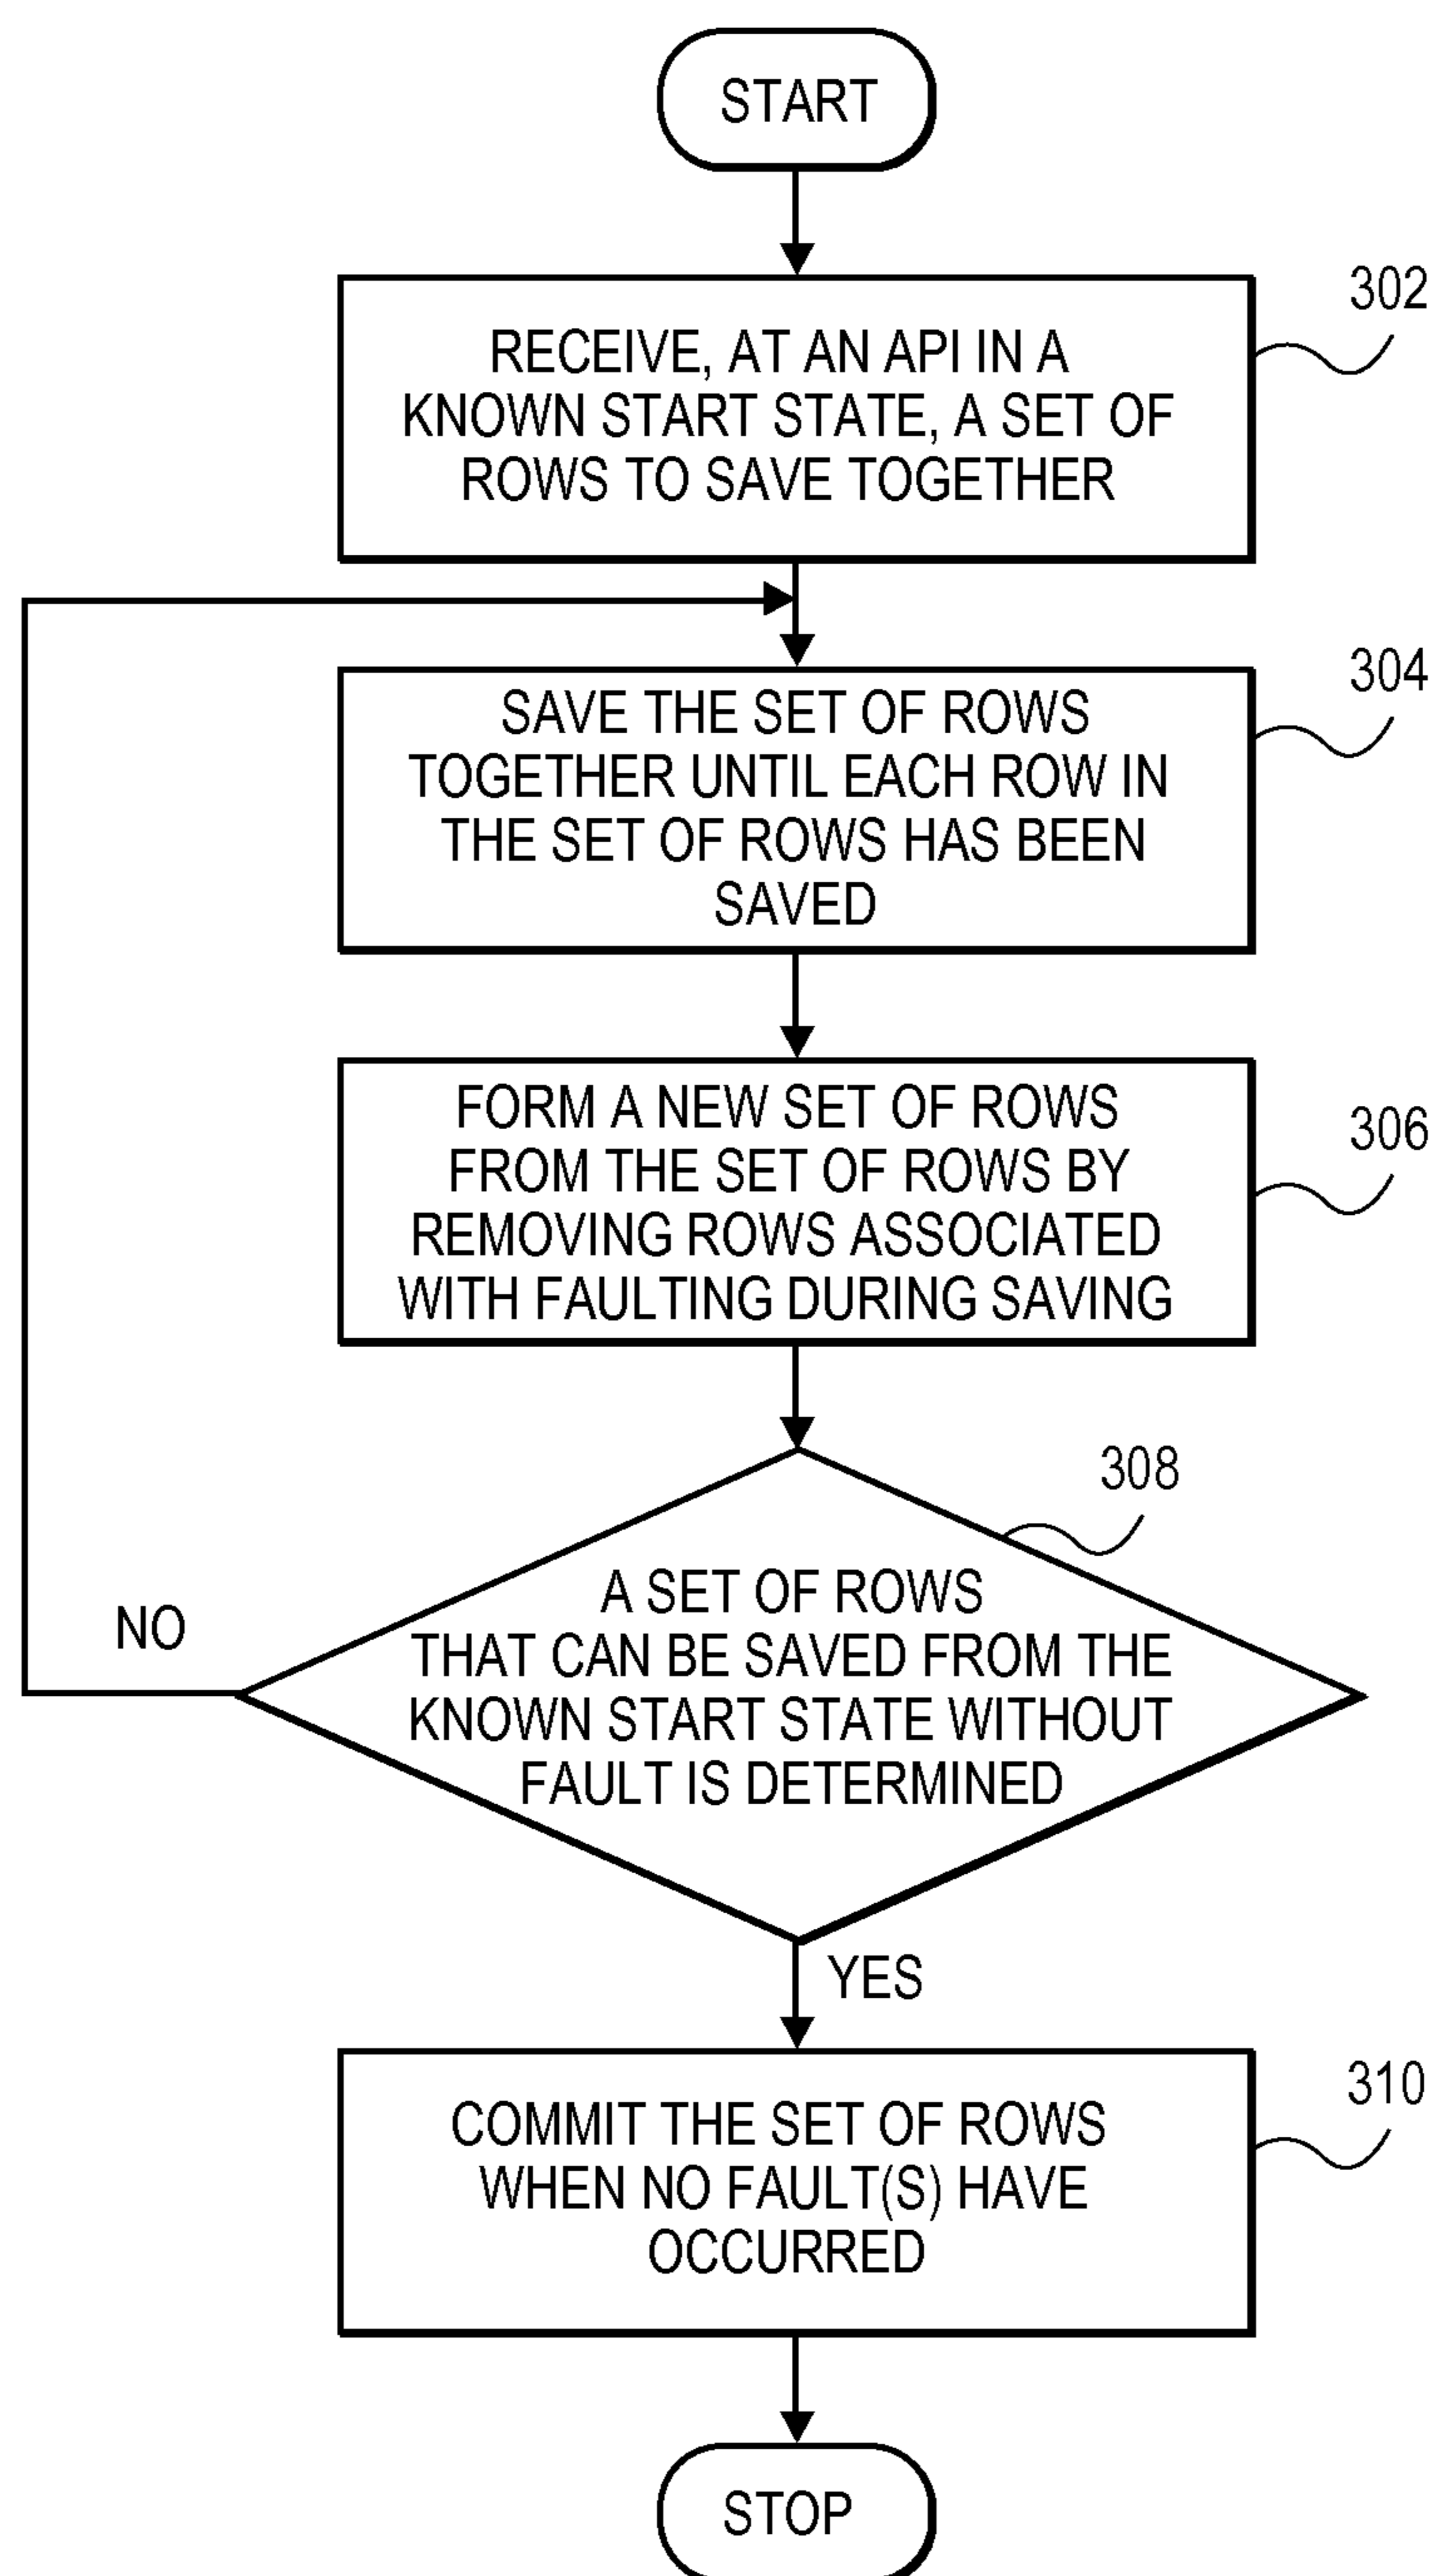 START
302
RECEIVE, AT AN API IN A
KNOWN START STATE, A SET OF
ROWS TO SAVE TOGETHER
304
SAVE THE SET OF ROWS
TOGETHER UNTIL EACH ROW IN
THE SET OF ROWS HAS BEEN
SAVED
306
FORM A NEW SET OF ROWS
FROM THE SET OF ROWS BY
REMOVING ROWS ASSOCIATED
WITH FAULTING DURING SAVING
308
A SET OF ROWS
THAT CAN BE SAVED FROM THE
KNOWN START STATE WITHOUT
FAULT IS DETERMINED
NO
YES
310
COMMIT THE SET OF ROWS
WHEN NO FAULT(S) HAVE
OCCURRED
STOP